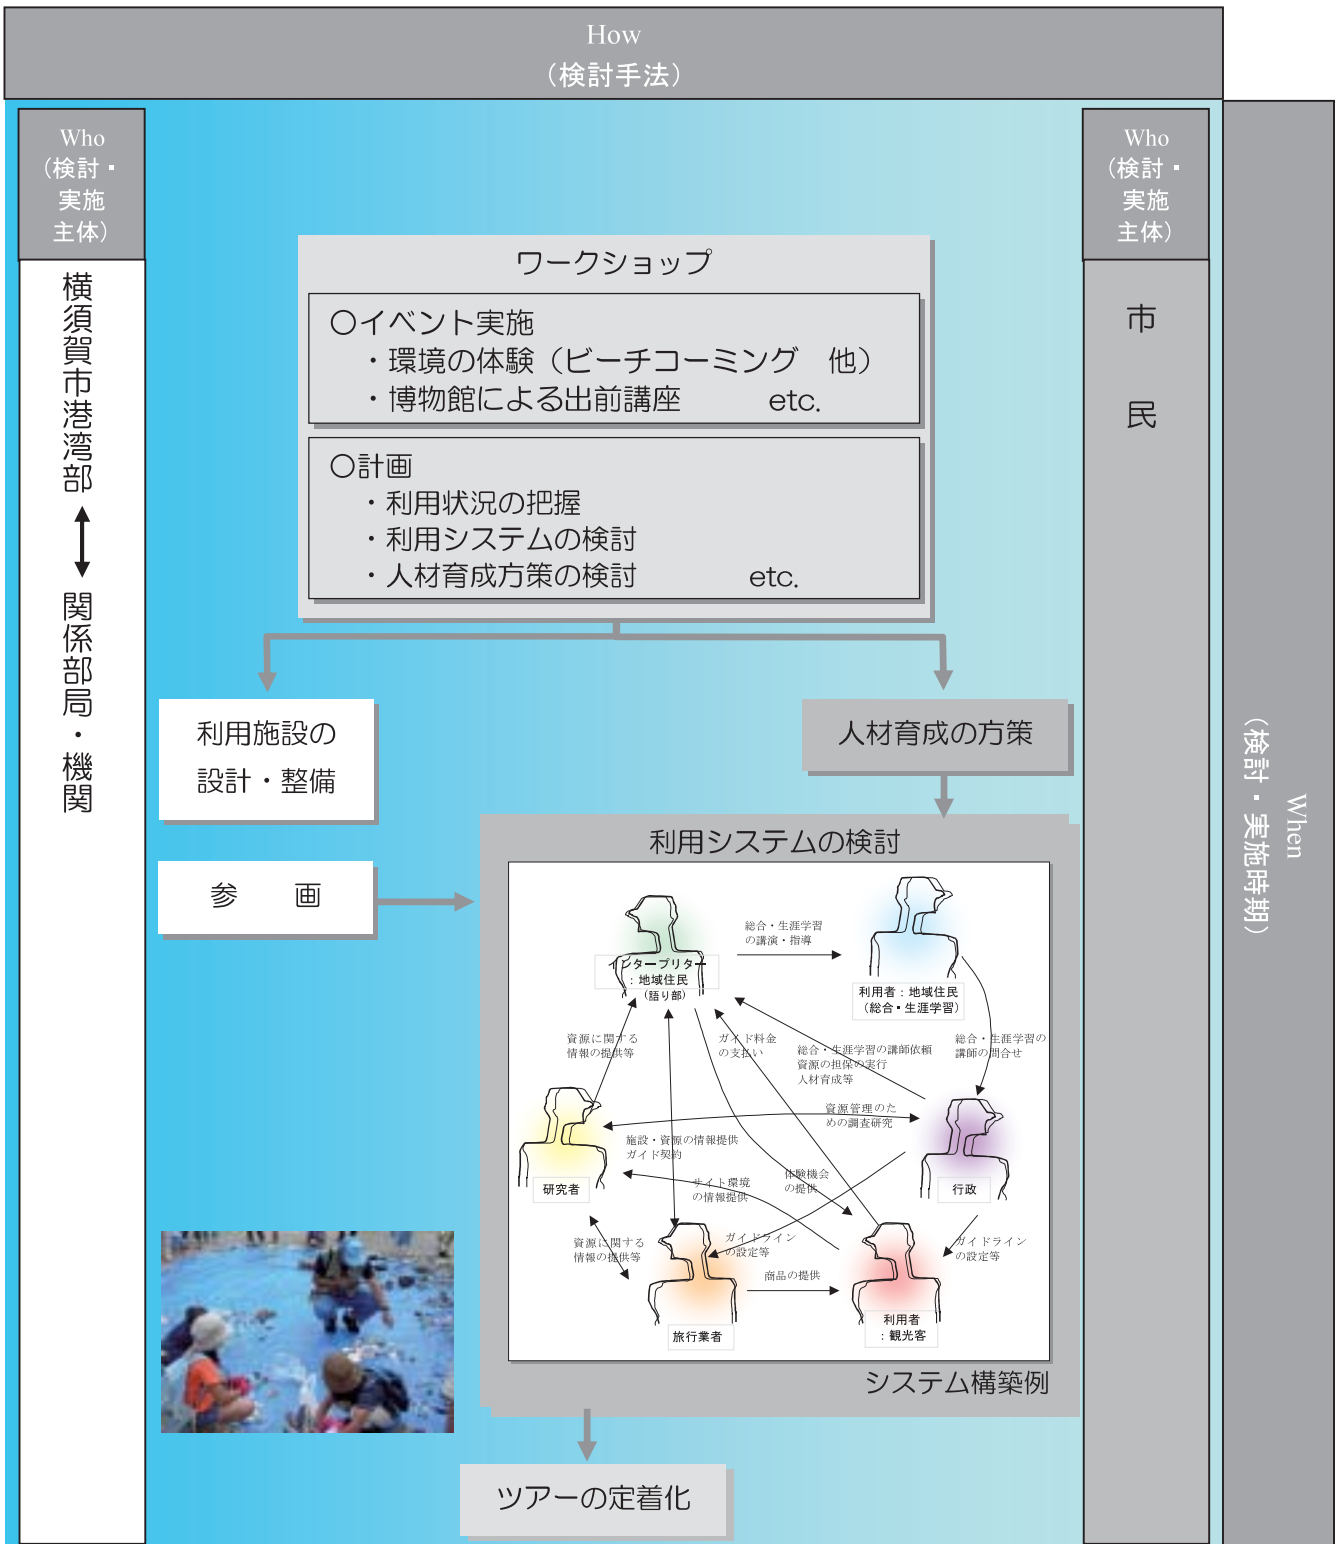 How
（検討手法）
Who
（検討・
実施
主体）
横須賀市港湾部
関係部局・機関
ワークショップ
〇イベント実施
・環境の体験（ビーチコーミング　他）
・博物館による出前講座　　　etc.
〇計画
・利用状況の把握
・利用システムの検討
・人材育成方策の検討　　　　etc.
利用施設の
設計・整備
人材育成の方策
参　　画
利用システムの検討
インタープリター
：地域住民
（語り部）
総合・生涯学習
の講演・指導
利用者：地域住民
（総合・生涯学習）
資源に関する
情報の提供等
ガイド料金
の支払い
総合・生涯学習の講師依頼
資源の担保の実行
人材育成等
総合・生涯学習の
講師の問合せ
資源管理のた
めの調査研究
施設・資源の情報提供
ガイド契約
研究者
サイト環境
の情報提供
体験機会
の提供
行政
資源に関する
情報の提供等
ガイドライン
の設定等
ガイドライン
の設定等
商品の提供
旅行業者
利用者
：観光客
システム構築例
ツアーの定着化
Who
（検討・
実施
主体）
市
民
When
（検討・実施時期）